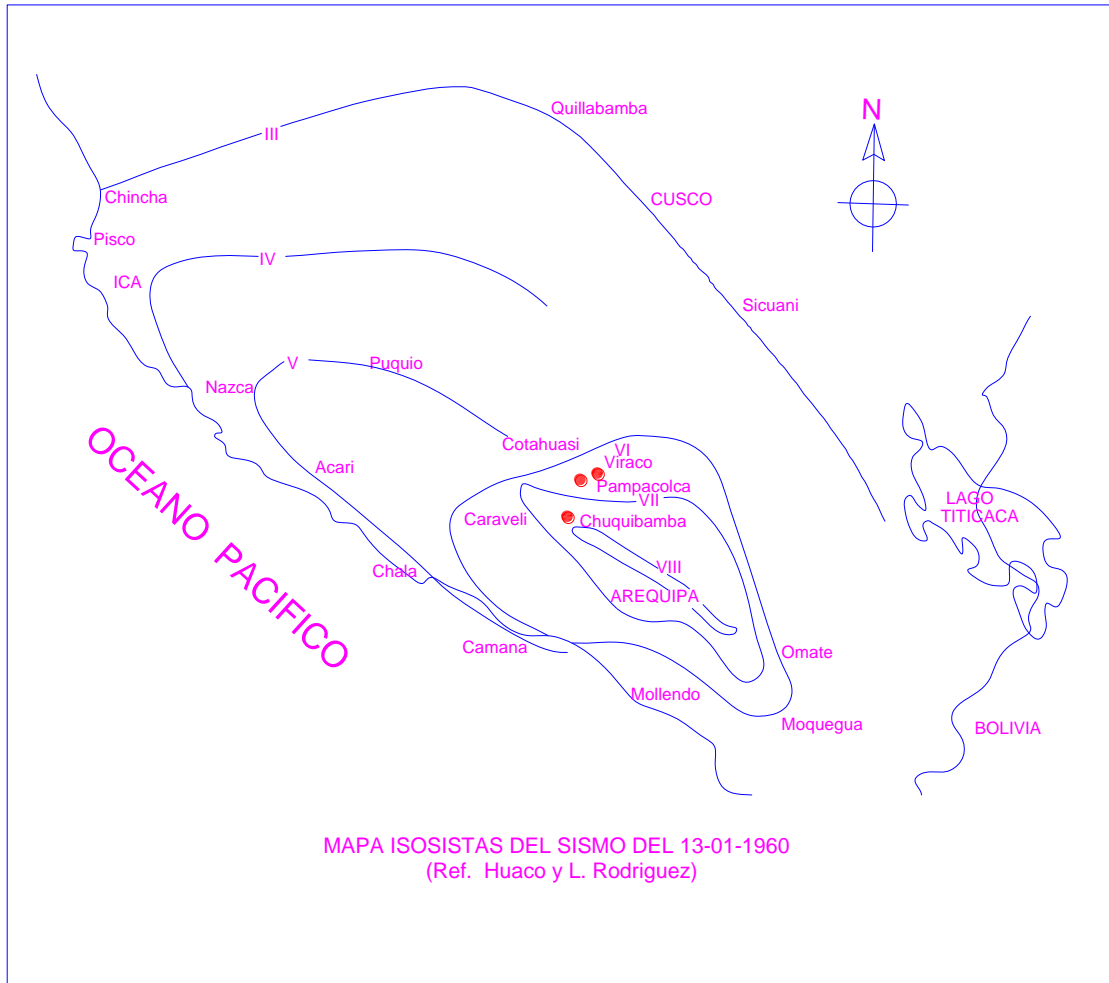 N
Quillabamba
III
Chincha
CUSCO
Pisco
IV
ICA
Sicuani
V
Puquio
Nazca
OCEANO PACIFICO
Cotahuasi
VI
Viraco
Acari
Pampacolca
VII
LAGO
TITICACA
Caraveli
Chuquibamba
Chala
VIII
AREQUIPA
Camana
Omate
Mollendo
Moquegua
BOLIVIA
MAPA ISOSISTAS DEL SISMO DEL 13-01-1960
(Ref. Huaco y L. Rodriguez)